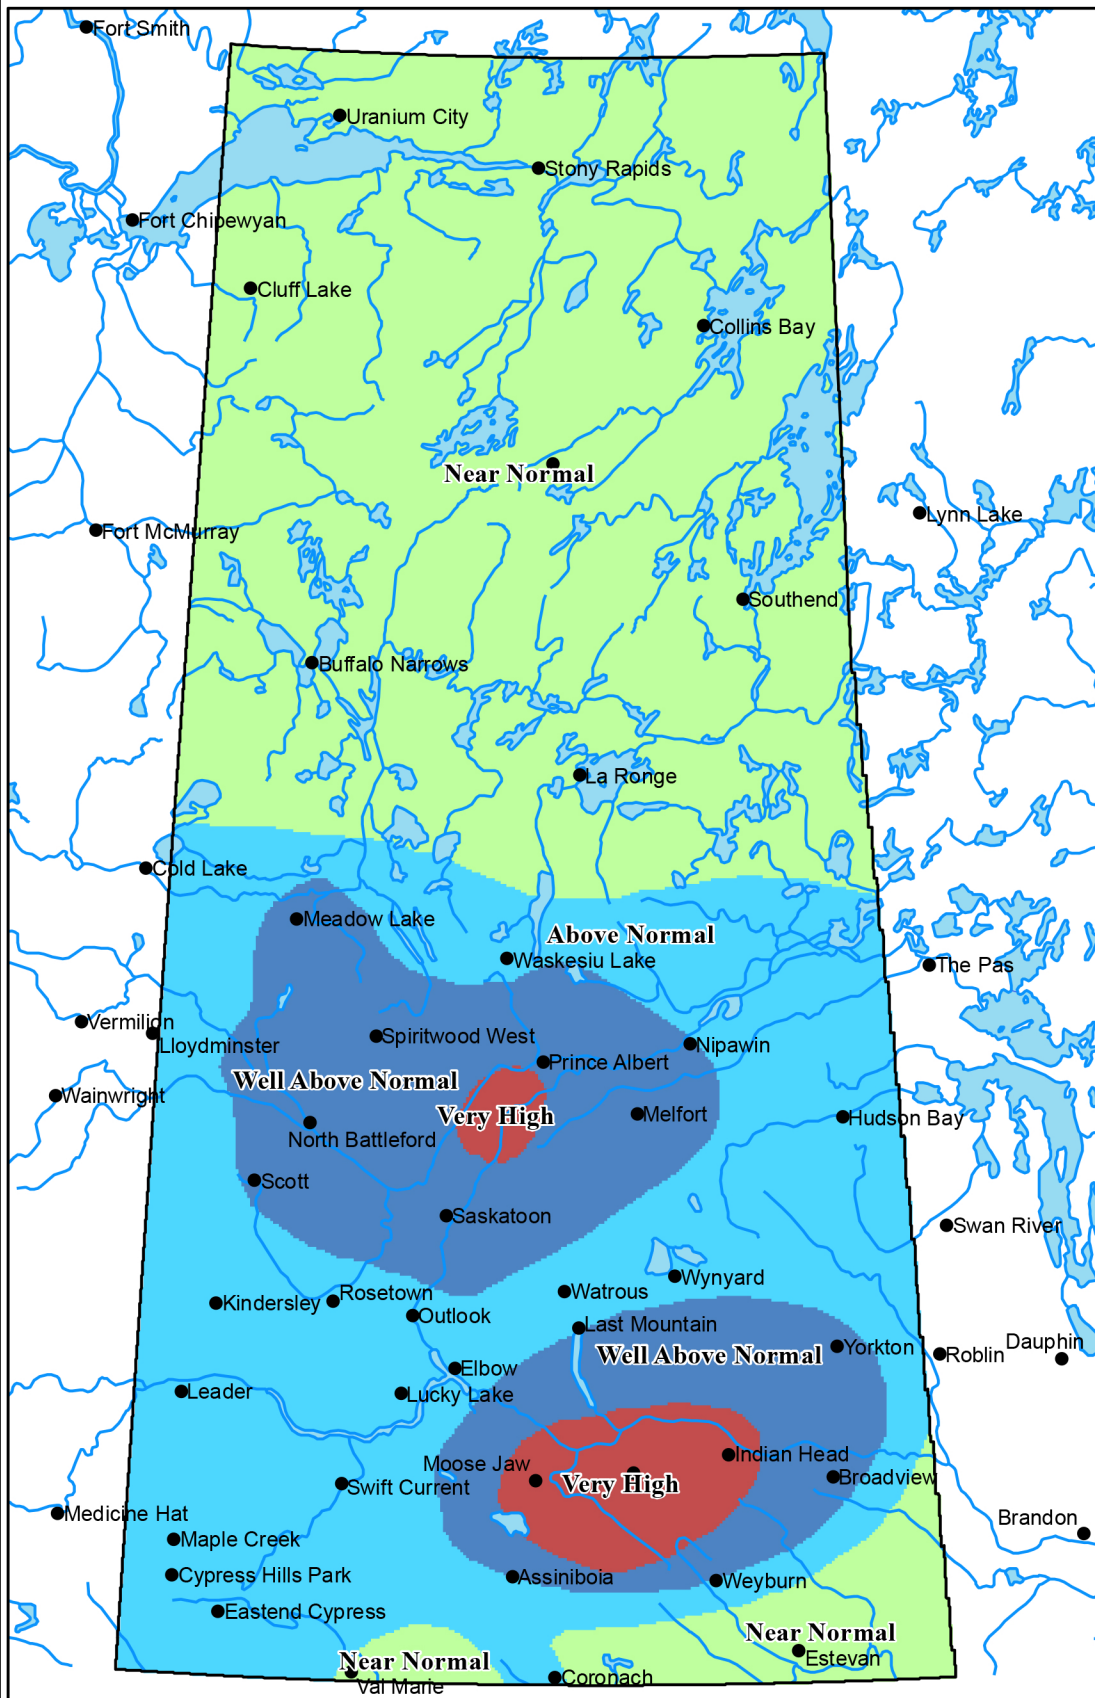 Fort Smith
Uranium City
Stony Rapids
Fort Chipewyan
Cluff Lake
Collins Bay
Near Normal
Lynn Lake
Fort McMurray
Southend
Buffalo Narrows
La Ronge
Cold Lake
Meadow Lake
Above Normal
Waskesiu Lake
The Pas
Vermilion
Spiritwood West
Lloydminster
Nipawin
Prince Albert
Well Above Normal
Wainwright
Very High
Melfort
Hudson Bay
North Battleford
Scott
Saskatoon
Swan River
Wynyard
Watrous
Rosetown
Kindersley
Outlook
Last Mountain
Dauphin
Yorkton
Well Above Normal
Roblin
Elbow
Leader
Lucky Lake
Indian Head
Moose Jaw
Broadview
Very High
Swift Current
Medicine Hat
Brandon
Maple Creek
Cypress Hills Park
Assiniboia
Weyburn
Eastend Cypress
Near Normal
Estevan
Near Normal
Coronach
Val Marie